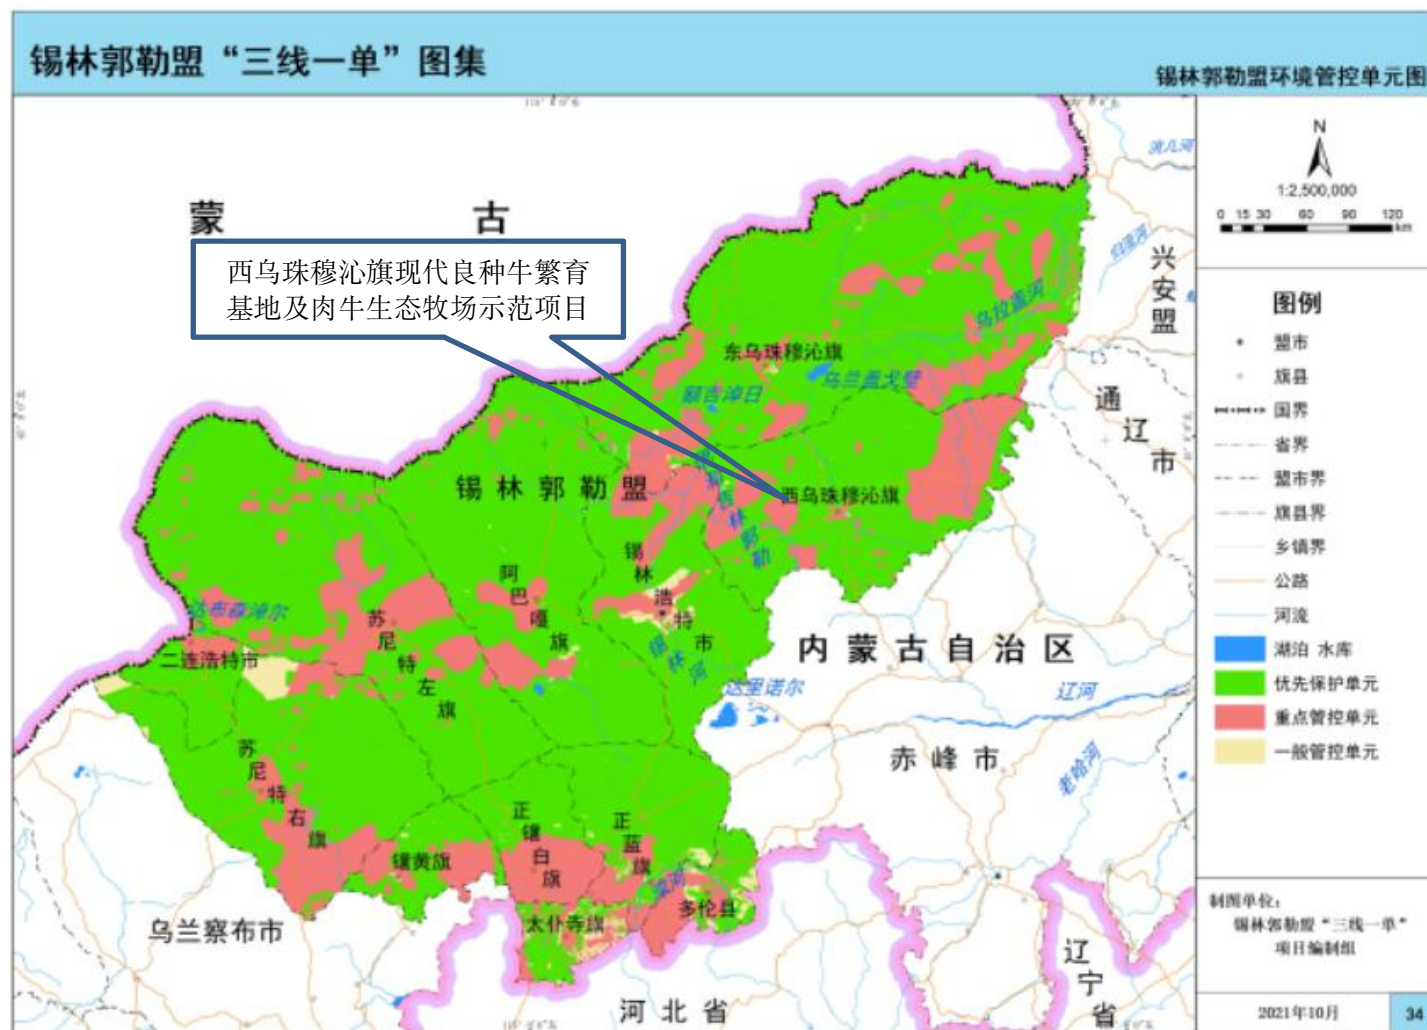 锡林郭勒盟“三线一单”图集
锡林郭勒盟环境管控单元图
蒙 古
西乌珠穆沁旗现代良种牛繁育
基地及肉牛生态牧场示范项目
N
1:2,500,000
0 15 30 60 90 120
km
图例
盟市
旗县
国界
省界
盟市界
旗县界
乡镇界
公路
河流
湖泊 水库
优先保护单元
重点管控单元
一般管控单元
兴安盟
乌拉盖河
东乌珠穆沁旗
乌兰盖戈壁
额吉淖日
通辽市
锡林郭勒盟
西乌珠穆沁旗
锡林浩特市
锡林河
阿巴嘎旗
达布森淖尔
苏尼特左旗
二连浩特市
内蒙古自治区
达里诺尔
辽河
赤峰市
老哈河
苏尼特右旗
正镶白旗
正蓝旗
镶黄旗
滦河
多伦县
太仆寺旗
乌兰察布市
河北省
辽宁省
制图单位：
锡林郭勒盟“三线一单”
项目编制组
2021年10月
34